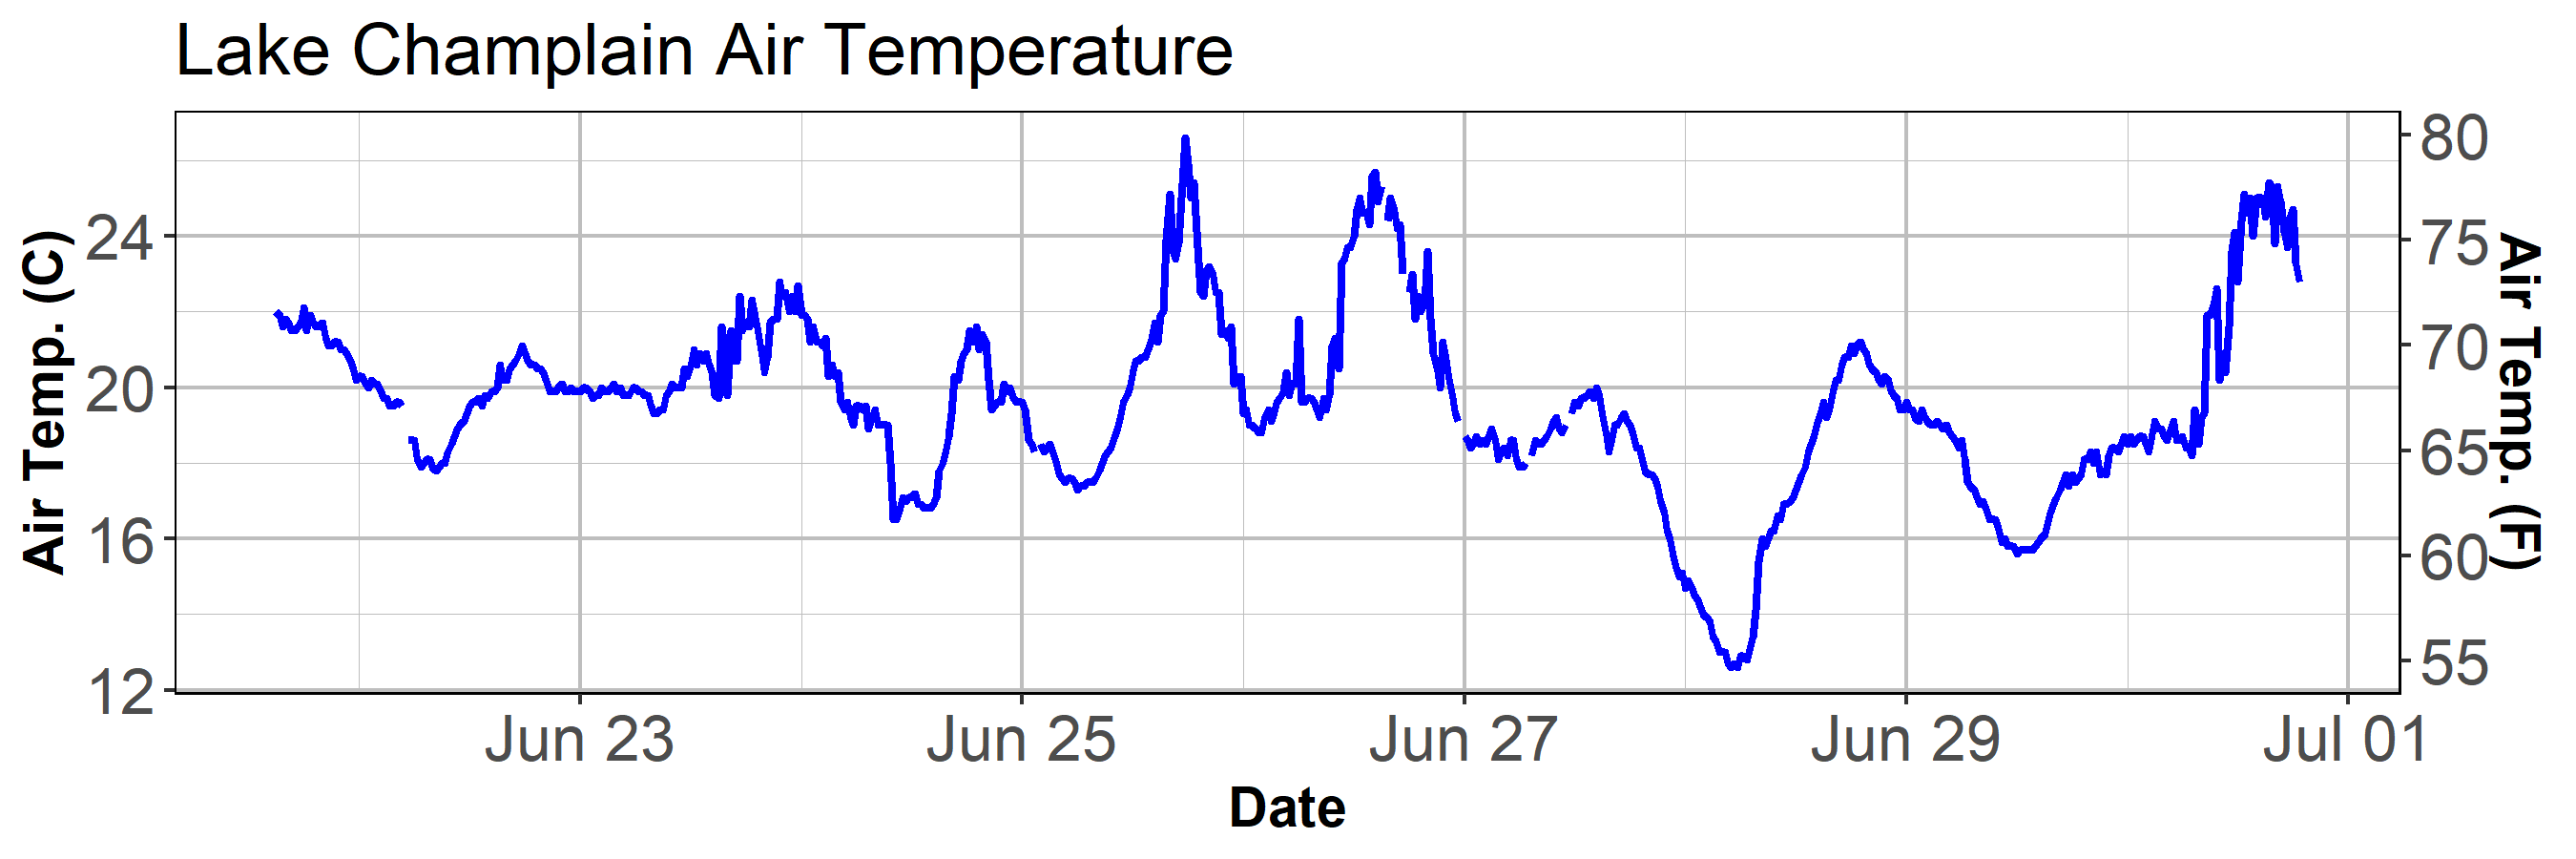 Lake Champlain Air Temperature
Air Temp. (C)
24
20
16
12
80
75
70
65
60
55
Air Temp. (F)
Jun 23 Jun 25 Jun 27 Jun 29 Jul 01
Date